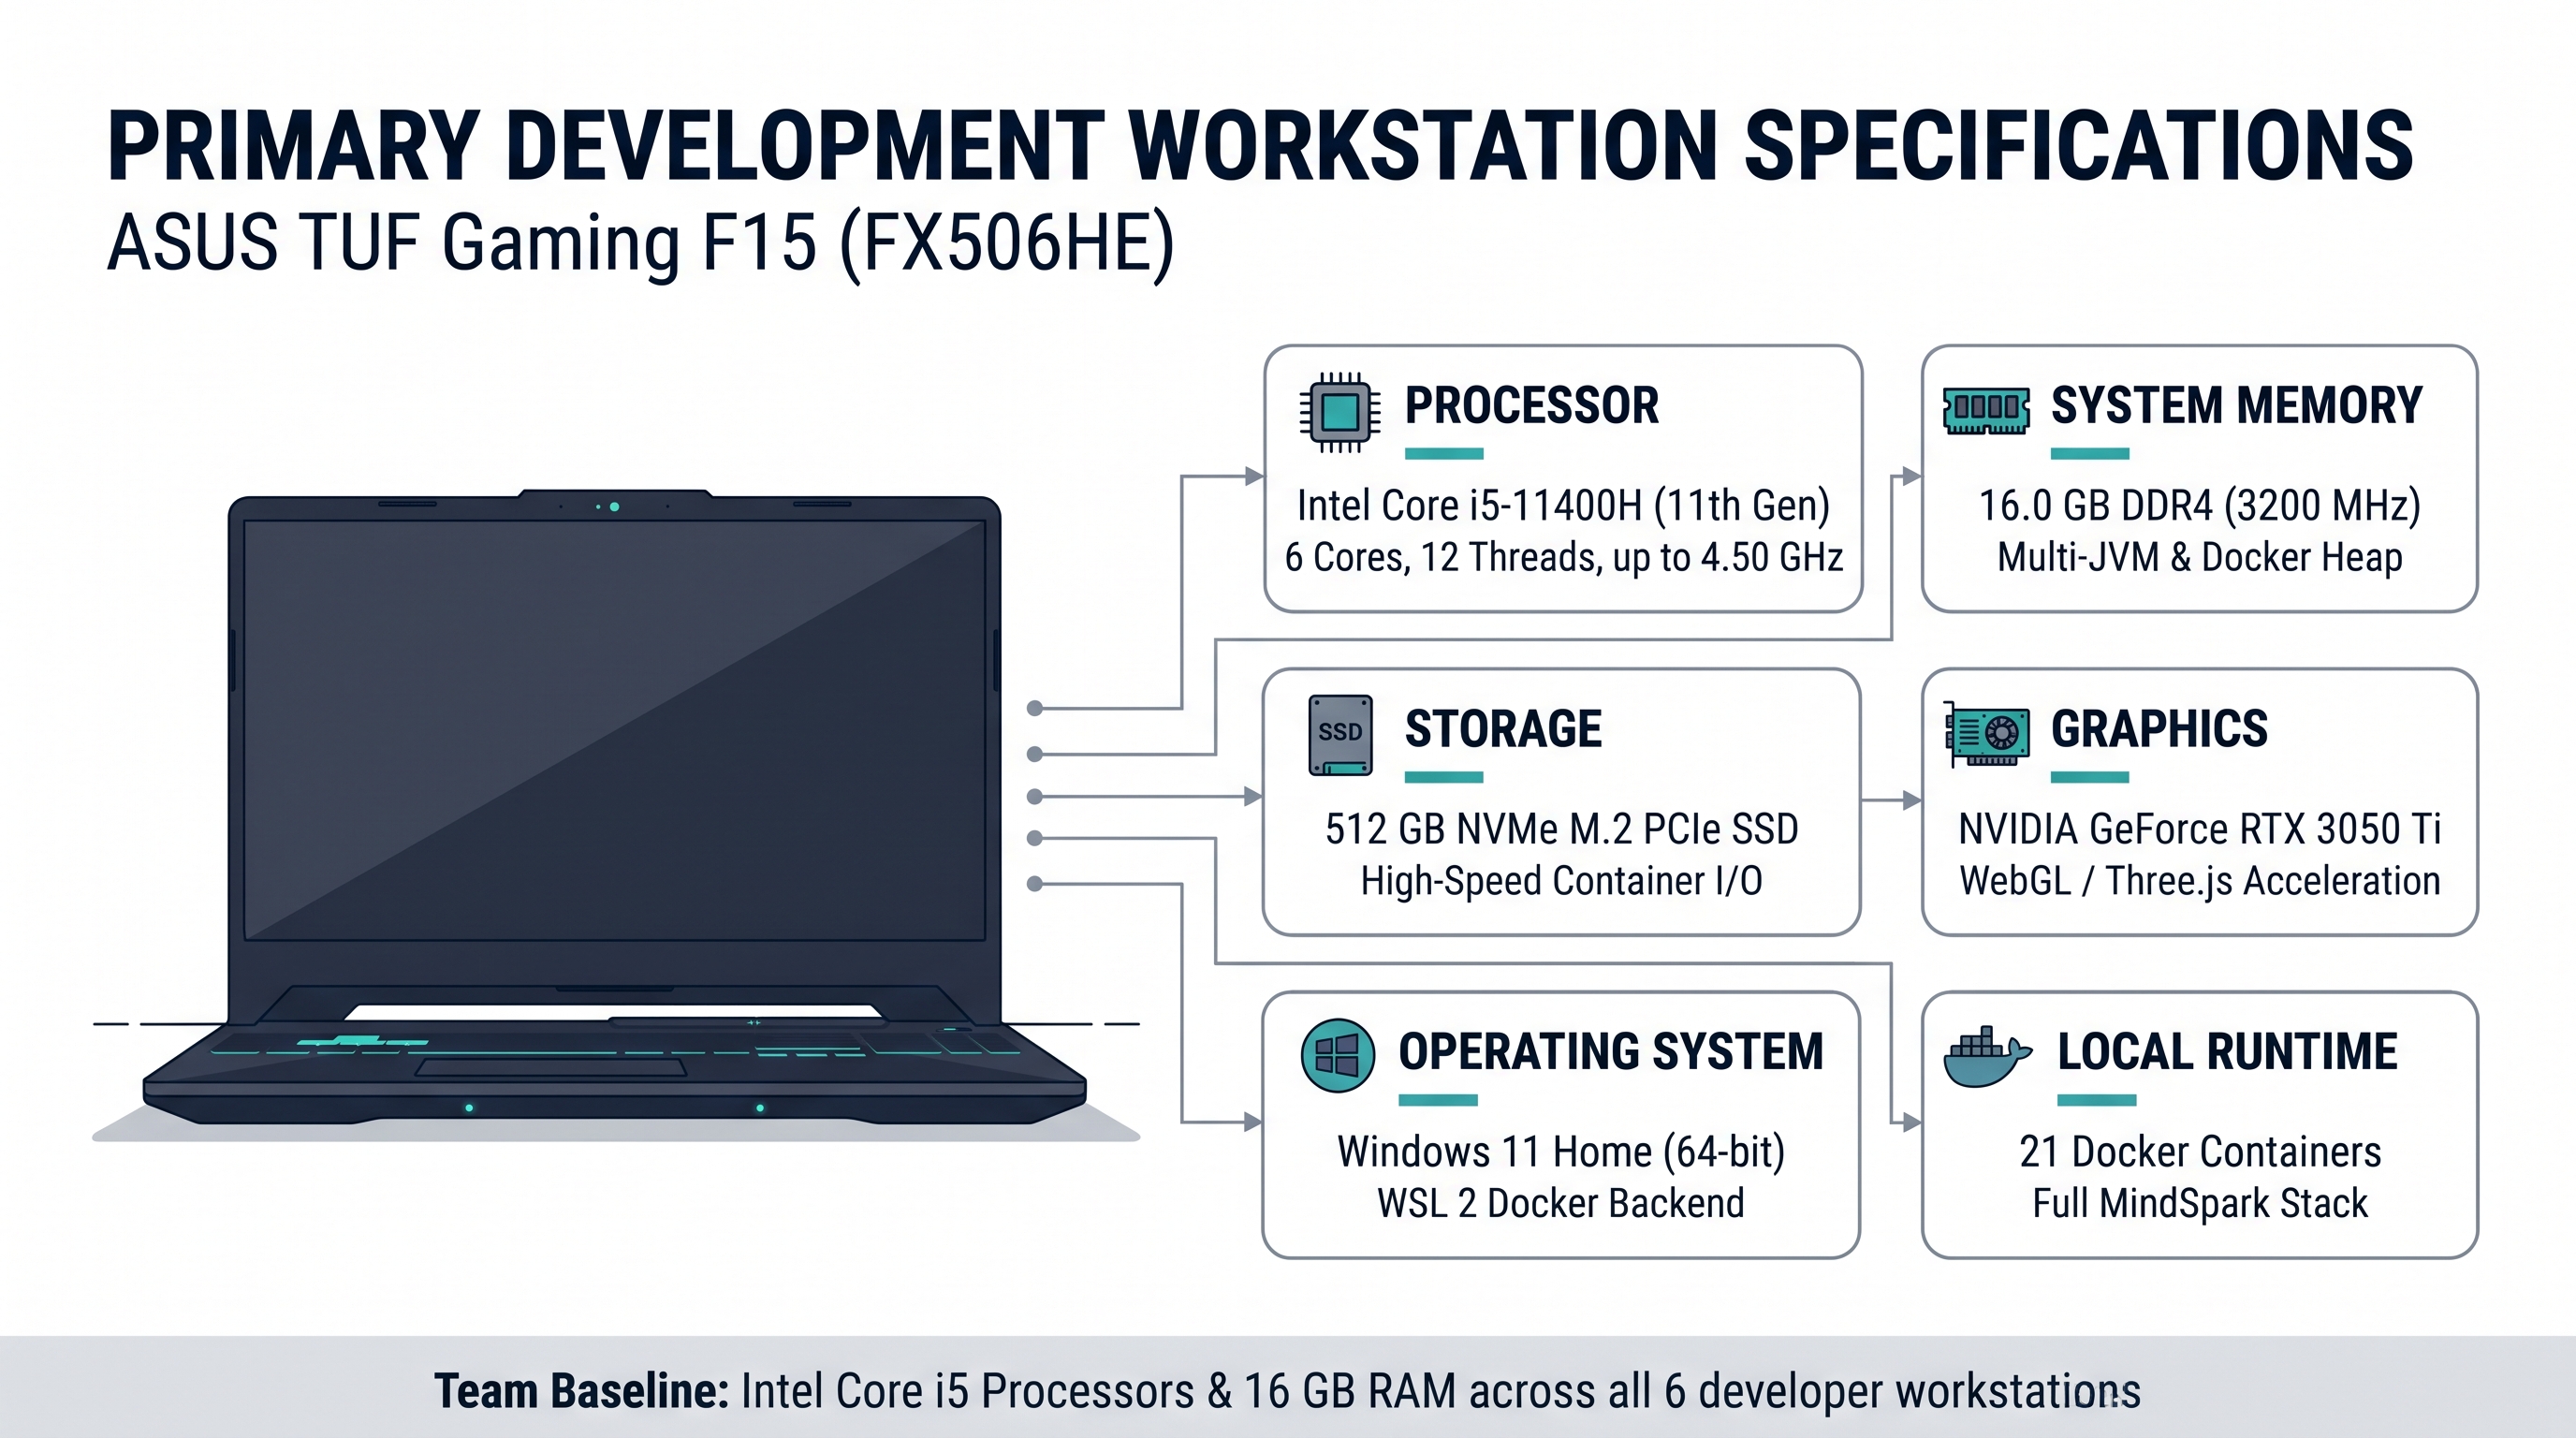 PRIMARY DEVELOPMENT WORKSTATION SPECIFICATIONS
ASUS TUF Gaming F15 (FX506HE)
PROCESSOR
Intel Core i5-11400H (11th Gen)
6 Cores, 12 Threads, up to 4.50 GHz
SYSTEM MEMORY
16.0 GB DDR4 (3200 MHz)
Multi-JVM & Docker Heap
SSD
STORAGE
512 GB NVMe M.2 PCIe SSD
High-Speed Container I/O
GRAPHICS
NVIDIA GeForce RTX 3050 Ti
WebGL / Three.js Acceleration
OPERATING SYSTEM
Windows 11 Home (64-bit)
WSL 2 Docker Backend
LOCAL RUNTIME
21 Docker Containers
Full MindSpark Stack
Team Baseline: Intel Core i5 Processors & 16 GB RAM across all 6 developer workstations